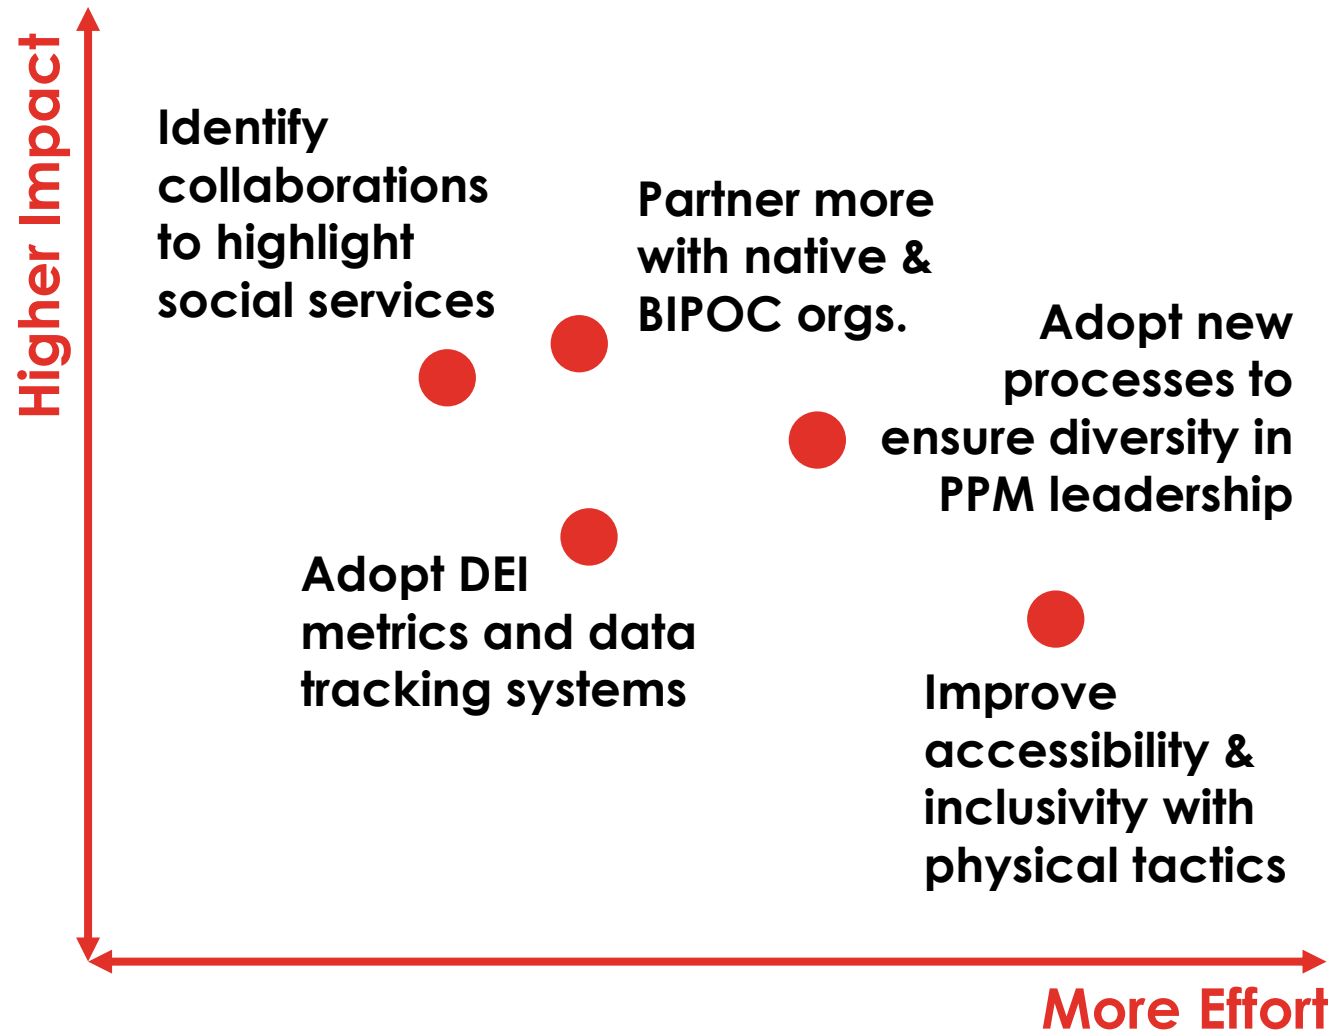 Higher Impact
Identify
collaborations
to highlight
social services
Partner more
with native &
BIPOC orgs.
Adopt new
processes to
ensure diversity in
PPM leadership
Adopt DEI
metrics and data
tracking systems
Improve
accessibility &
inclusivity with
physical tactics
More Effort